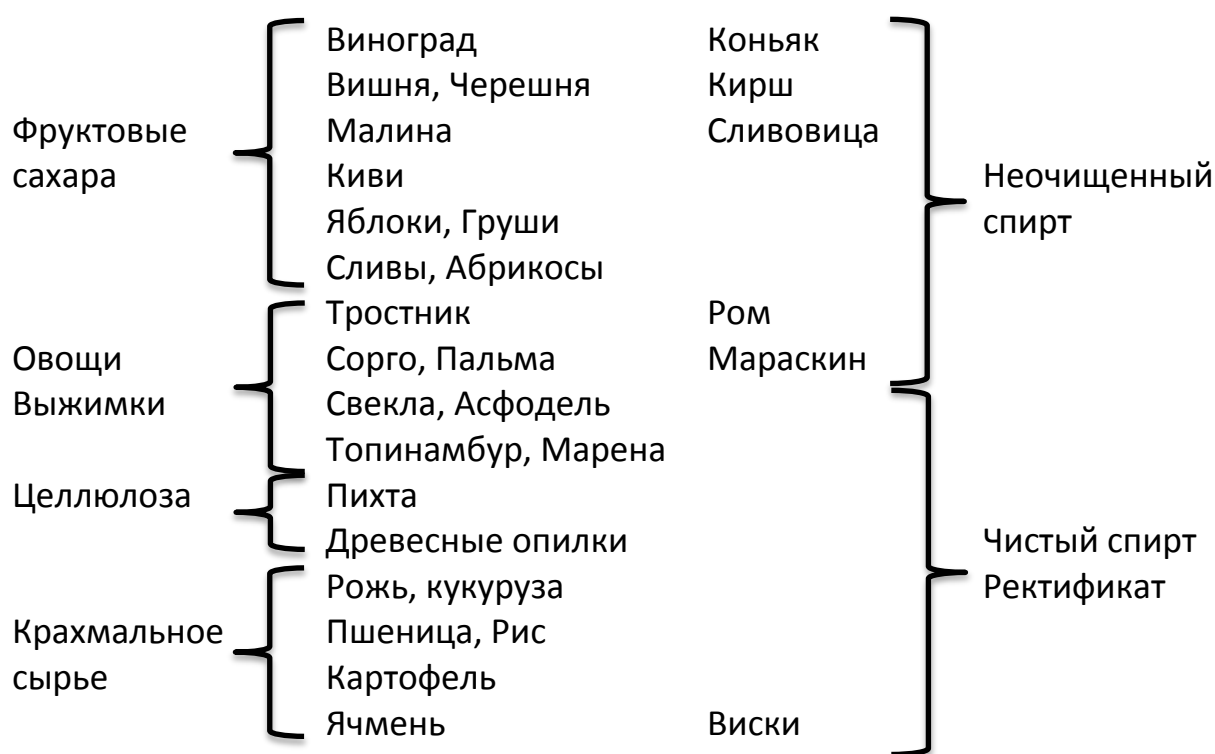 Виноград Коньяк
Вишня, Черешня Кирш
Фруктовые Малина Сливовица
сахара Киви Неочищенный
Яблоки, Груши спирт
Сливы, Абрикосы
Тростник Ром
Овощи Сорго, Пальма Мараскин
Выжимки Свекла, Асфодель
Топинамбур, Марена
Целлюлоза Пихта
Древесные опилки Чистый спирт
Рожь, кукуруза Ректификат
Крахмальное Пшеница, Рис
сырье Картофель
Ячмень Виски